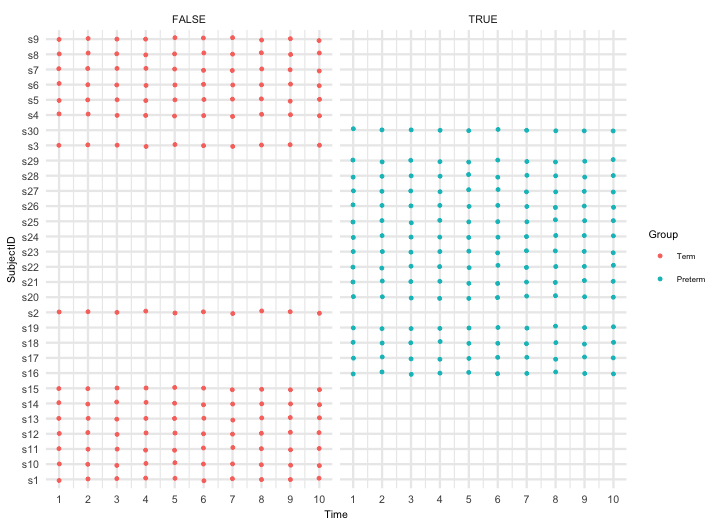 FALSE
TRUE
s9
s8
s7
s6
s5
s4
s30
s3
s29
s28
s27
s26
s25
s24
s23
s22
s21
s20
s2
s19
s18
s17
s16
s15
s14
s13
s12
s11
s10
s1
SubjectID
1 2 3 4 5 6 7 8 9 10
1 2 3 4 5 6 7 8 9 10
Time
Group
Term
Preterm